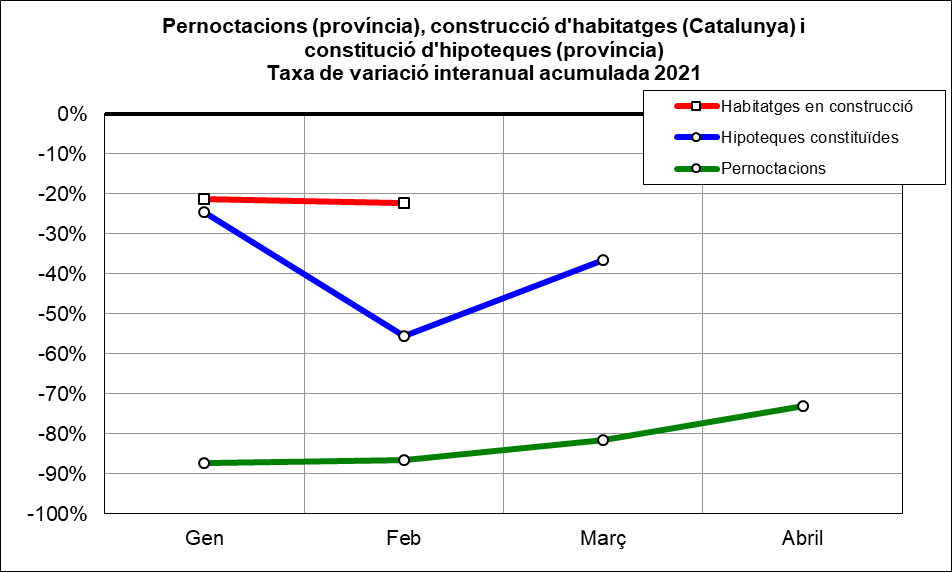 Pernoctacions (província), construcció d'habitatges (Catalunya) i
constitució d'hipoteques (província)
Taxa de variació interanual acumulada 2021
Habitatges en construcció
Hipoteques constituïdes
Pernoctacions
0%
-10%
-20%
-30%
-40%
-50%
-60%
-70%
-80%
-90%
-100%
Gen Feb Març Abril